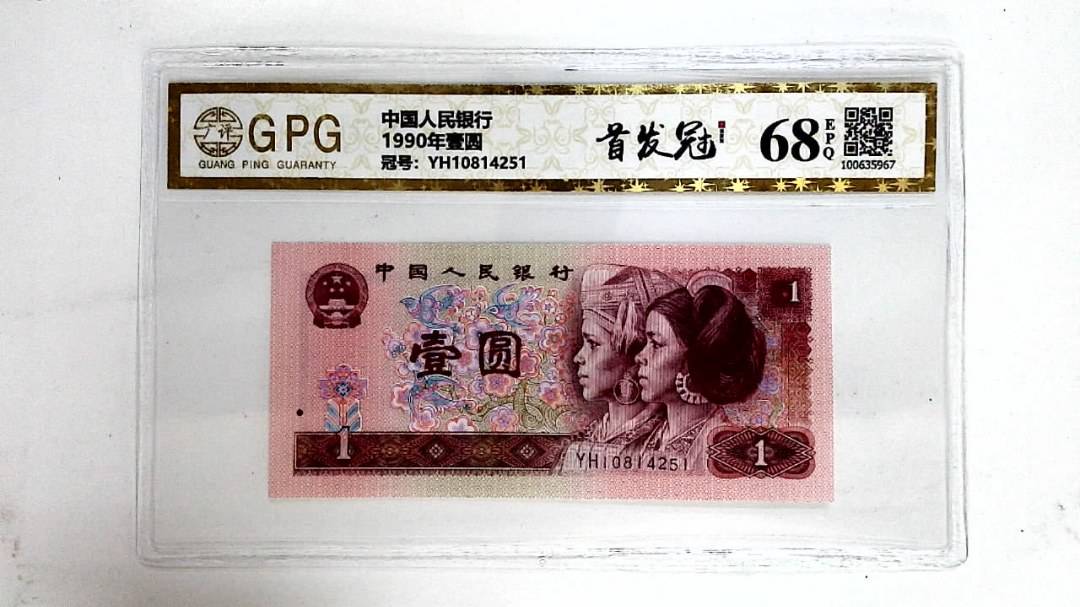 广评
GPG
GUANG PING GUARANTY
中国人民银行
1990年壹圆
冠号：YH10814251
首发冠
68
EPQ
100635967
中国人民银行
1
壹圆
1
YH10814251
1